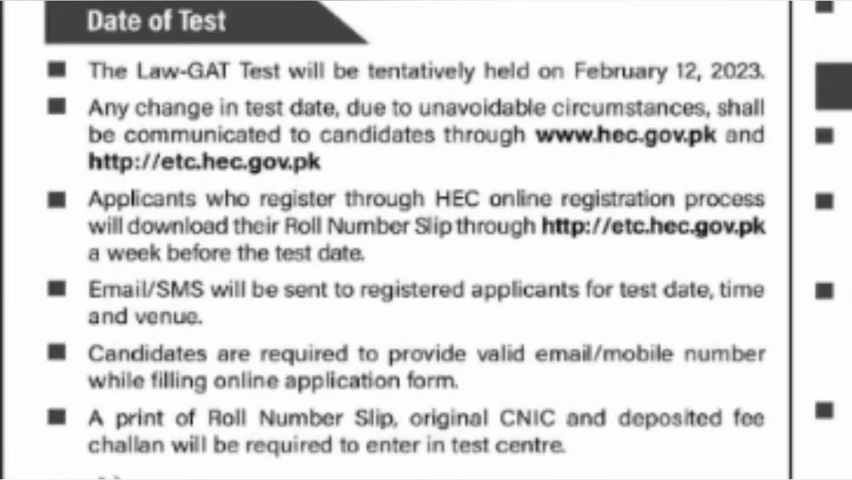 Date of Test
The Law-GAT Test will be tentatively held on February 12, 2023.
Any change in test date, due to unavoidable circumstances, shall
be communicated to candidates through www.hec.gov.pk and
http://etc.hec.gov.pk
Applicants who register through HEC online registration process
will download their Roll Number Slip through http://etc.hec.gov.pk
a week before the test date.
Email/SMS will be sent to registered applicants for test date, time
and venue.
Candidates are required to provide valid email/mobile number
while filling online application form.
A print of Roll Number Slip, original CNIC and deposited fee
challan will be required to enter in test centre.